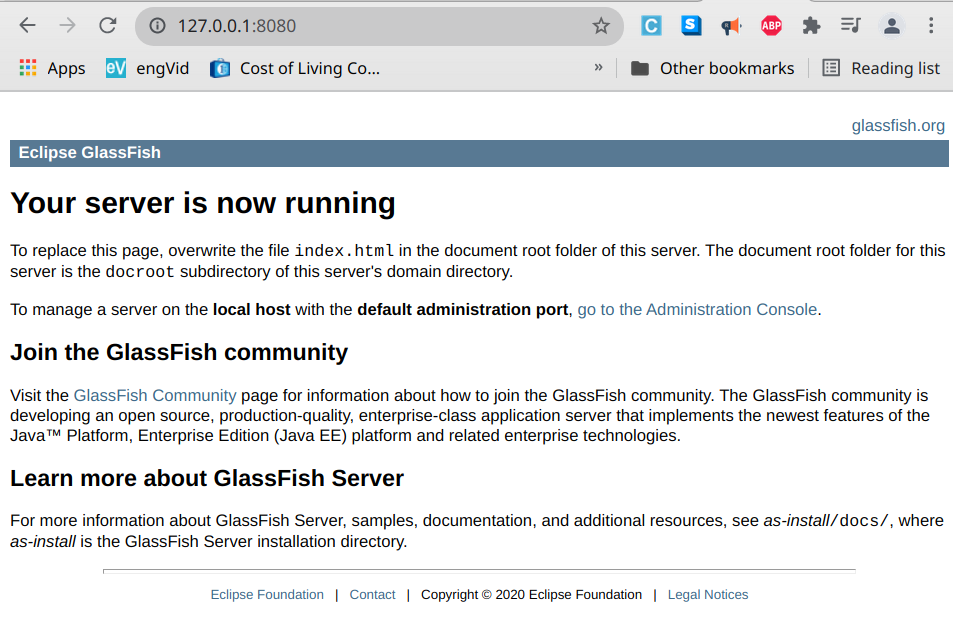 127.0.0.1:8080
C
S
ABP
Apps
eV engVid
Cost of Living Co...
»
Other bookmarks
Reading list
glassfish.org
Eclipse GlassFish
Your server is now running
To replace this page, overwrite the file index.html in the document root folder of this server. The document root folder for this
server is the docroot subdirectory of this server's domain directory.
To manage a server on the local host with the default administration port, go to the Administration Console.
Join the GlassFish community
Visit the GlassFish Community page for information about how to join the GlassFish community. The GlassFish community is
developing an open source, production-quality, enterprise-class application server that implements the newest features of the
Java™ Platform, Enterprise Edition (Java EE) platform and related enterprise technologies.
Learn more about GlassFish Server
For more information about GlassFish Server, samples, documentation, and additional resources, see as-install/docs/, where
as-install is the GlassFish Server installation directory.
Eclipse Foundation | Contact | Copyright © 2020 Eclipse Foundation | Legal Notices